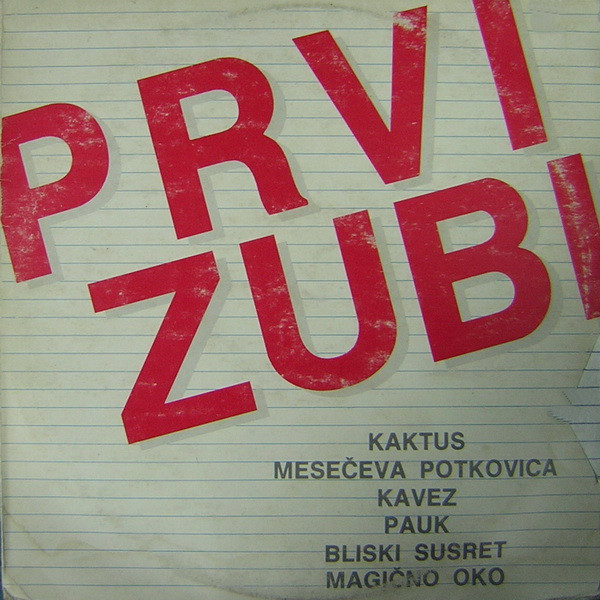 PRVI
ZUBI
KAKTUS
MESEČEVA POTKOVICA
KAVEZ
PAUK
BLISKI SUSRET
MAGIČNO OKO